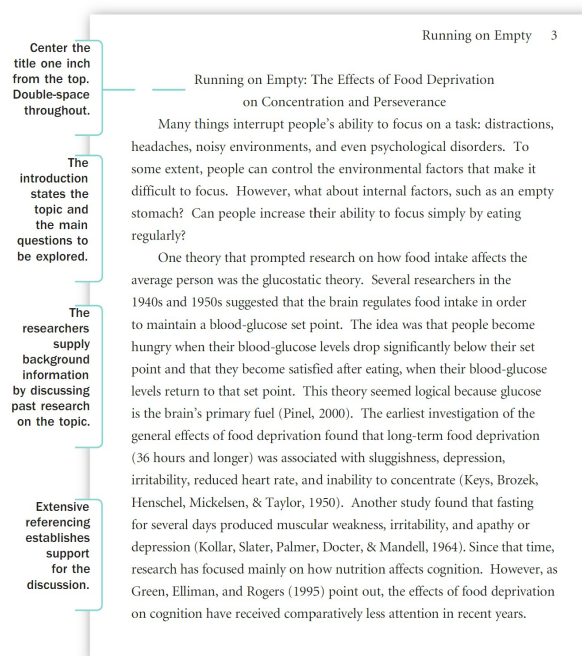 Running on Empty 3
Center the
title one inch
from the top.
Double-space
throughout.
Running on Empty: The Effects of Food Deprivation
on Concentration and Perseverance
The
introduction
states the
topic and
the main
questions to
be explored.
Many things interrupt people's ability to focus on a task: distractions,
headaches, noisy environments, and even psychological disorders. To
some extent, people can control the environmental factors that make it
difficult to focus. However, what about internal factors, such as an empty
stomach? Can people increase their ability to focus simply by eating
regularly?
The
researchers
supply
background
information
by discussing
past research
on the topic.
One theory that prompted research on how food intake affects the
average person was the glucostatic theory. Several researchers in the
1940s and 1950s suggested that the brain regulates food intake in order
to maintain a blood-glucose set point. The idea was that people become
hungry when their blood-glucose levels drop significantly below their set
point and that they become satisfied after eating, when their blood-glucose
levels return to that set point. This theory seemed logical because glucose
is the brain's primary fuel (Pinel, 2000). The earliest investigation of the
general effects of food deprivation found that long-term food deprivation
(36 hours and longer) was associated with sluggishness, depression,
irritability, reduced heart rate, and inability to concentrate (Keys, Brozek,
Henschel, Mickelsen, & Taylor, 1950). Another study found that fasting
for several days produced muscular weakness, irritability, and apathy or
depression (Kollar, Slater, Palmer, Docter, & Mandell, 1964). Since that time,
research has focused mainly on how nutrition affects cognition. However, as
Green, Elliman, and Rogers (1995) point out, the effects of food deprivation
on cognition have received comparatively less attention in recent years.
Extensive
referencing
establishes
support
for the
discussion.